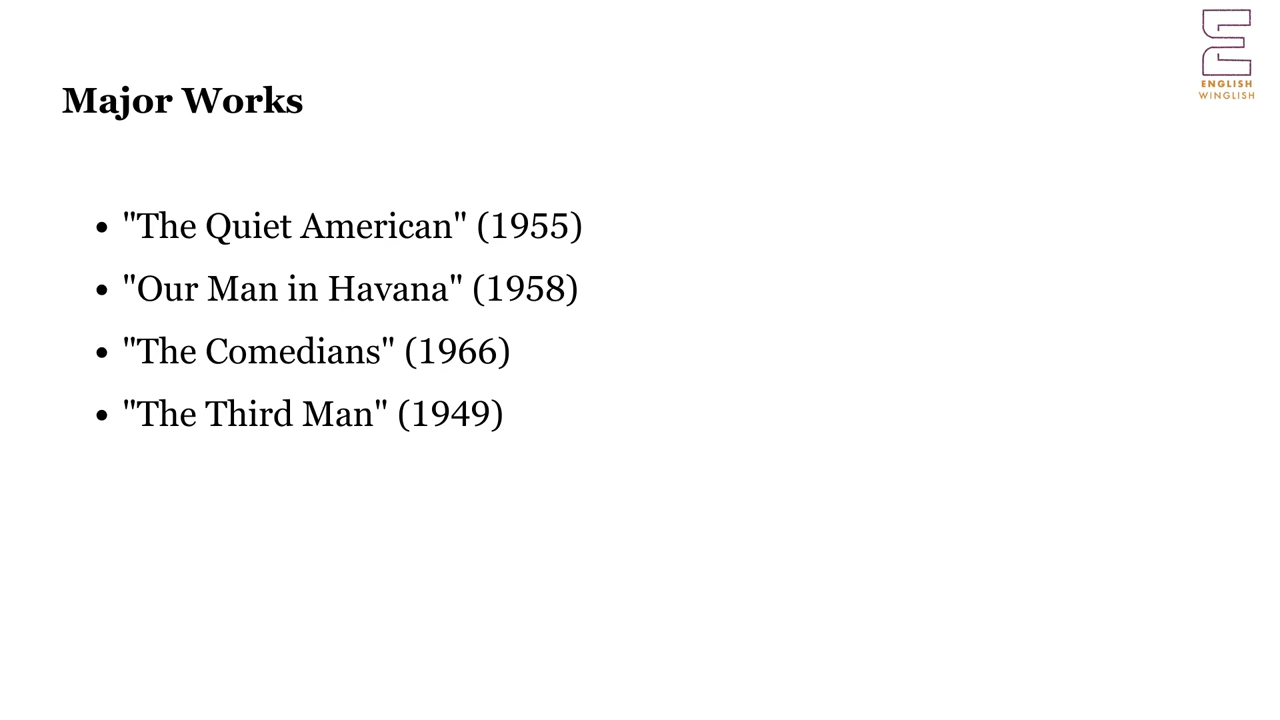 ENGLISH
WINGLISH
Major Works
• "The Quiet American" (1955)
• "Our Man in Havana" (1958)
• "The Comedians" (1966)
• "The Third Man" (1949)